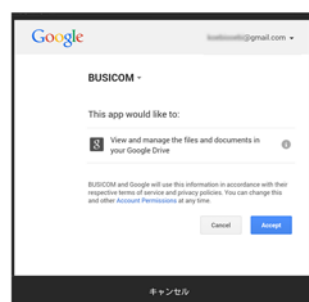 Google
@gmail.com
BUSICOM
This app would like to:
View and manage the files and documents in
your Google Drive
BUSICOM and Google will use this information in accordance with their
respective terms of service and privacy policies. You can change this
and other Account Permissions at any time.
Cancel Accept
キャンセル